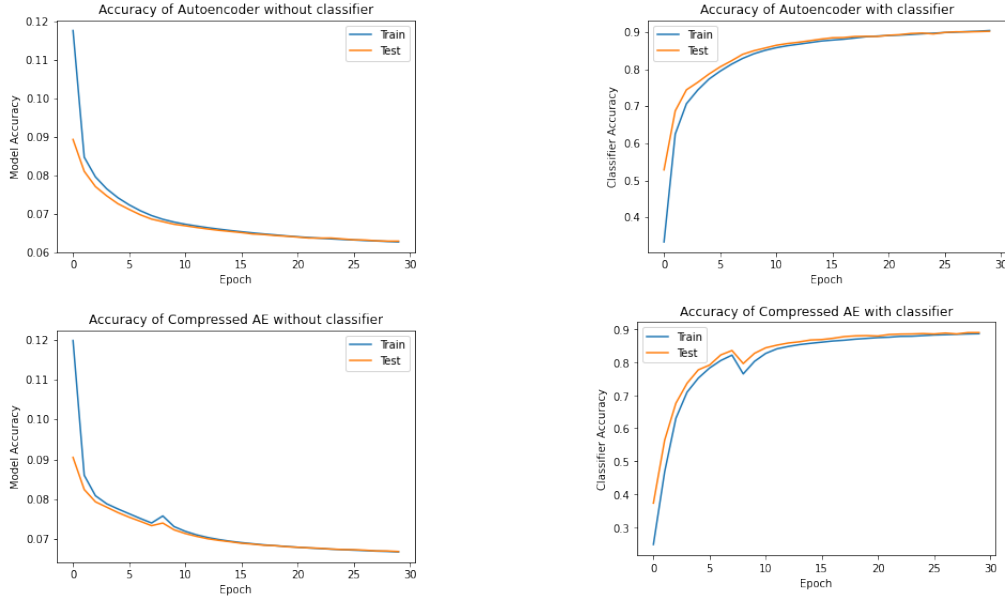 Accuracy of Autoencoder without classifier
0.12
0.11
0.10
0.09
0.08
0.07
0.06
Model Accuracy
Train
Test
0 5 10 15 20 25 30
Epoch
Accuracy of Autoencoder with classifier
0.9
0.8
0.7
0.6
0.5
0.4
Classifier Accuracy
Train
Test
0 5 10 15 20 25 30
Epoch
Accuracy of Compressed AE without classifier
0.12
0.11
0.10
0.09
0.08
0.07
Model Accuracy
Train
Test
0 5 10 15 20 25 30
Epoch
Accuracy of Compressed AE with classifier
0.9
0.8
0.7
0.6
0.5
0.4
0.3
Classifier Accuracy
Train
Test
0 5 10 15 20 25 30
Epoch